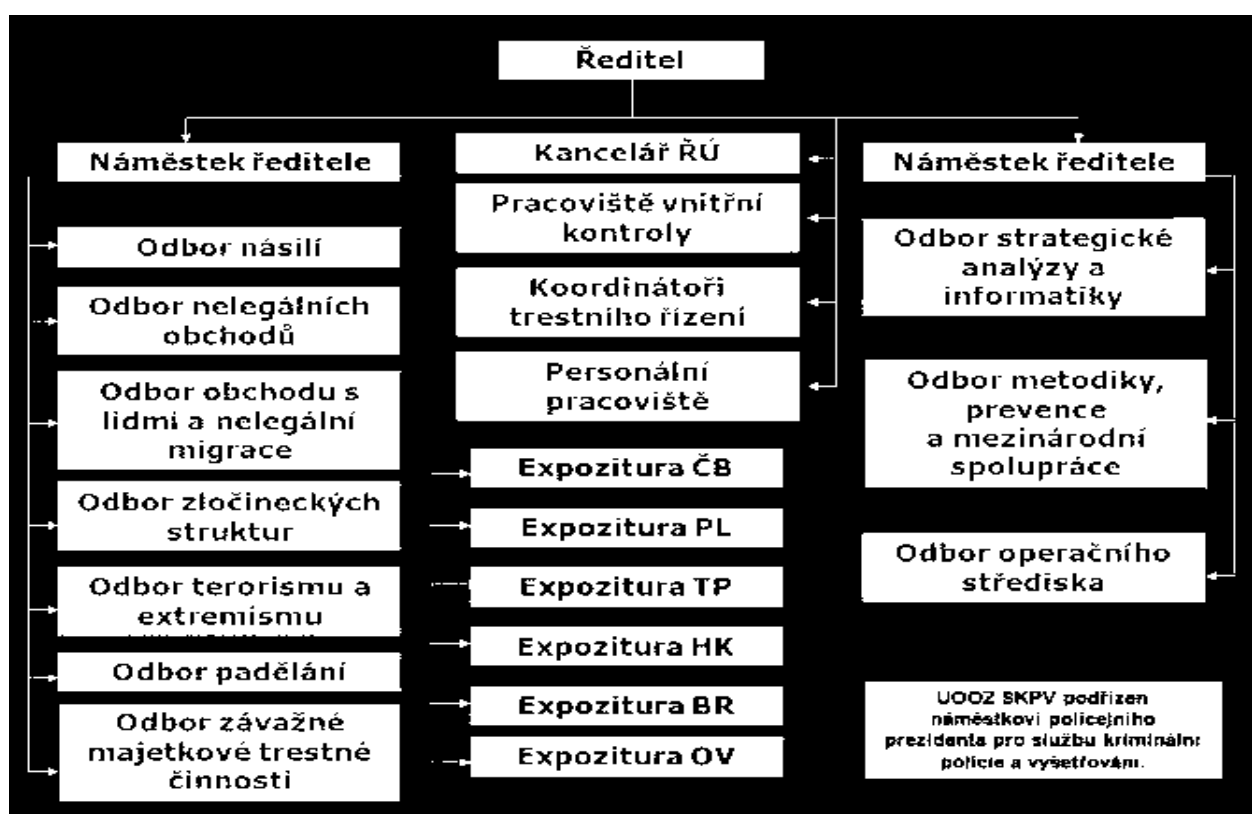 Ředitel
Náměstek ředitele
Odbor násilí
Odbor nelegálních
obchodů
Odbor obchodu s
lidmi a nelegální
migrace
Odbor zločineckých
struktur
Odbor terorismu a
extremismu
Odbor padělání
Odbor závažné
majetkové trestné
činnosti
Kancelář ŘÚ
Pracoviště vnitřní
kontroly
Koordinátoři
trestního řízení
Personální
pracoviště
Expozitura ČB
Expozitura PL
Expozitura TP
Expozitura HK
Expozitura BR
Expozitura OV
Náměstek ředitele
Odbor strategické
analýzy a
informatiky
Odbor metodiky,
prevence
a mezinárodní
spolupráce
Odbor operačního
střediska
UOOZ SKPV podřízen
náměstkovi policejního
prezidenta pro službu kriminální
policie a vyšetřování.